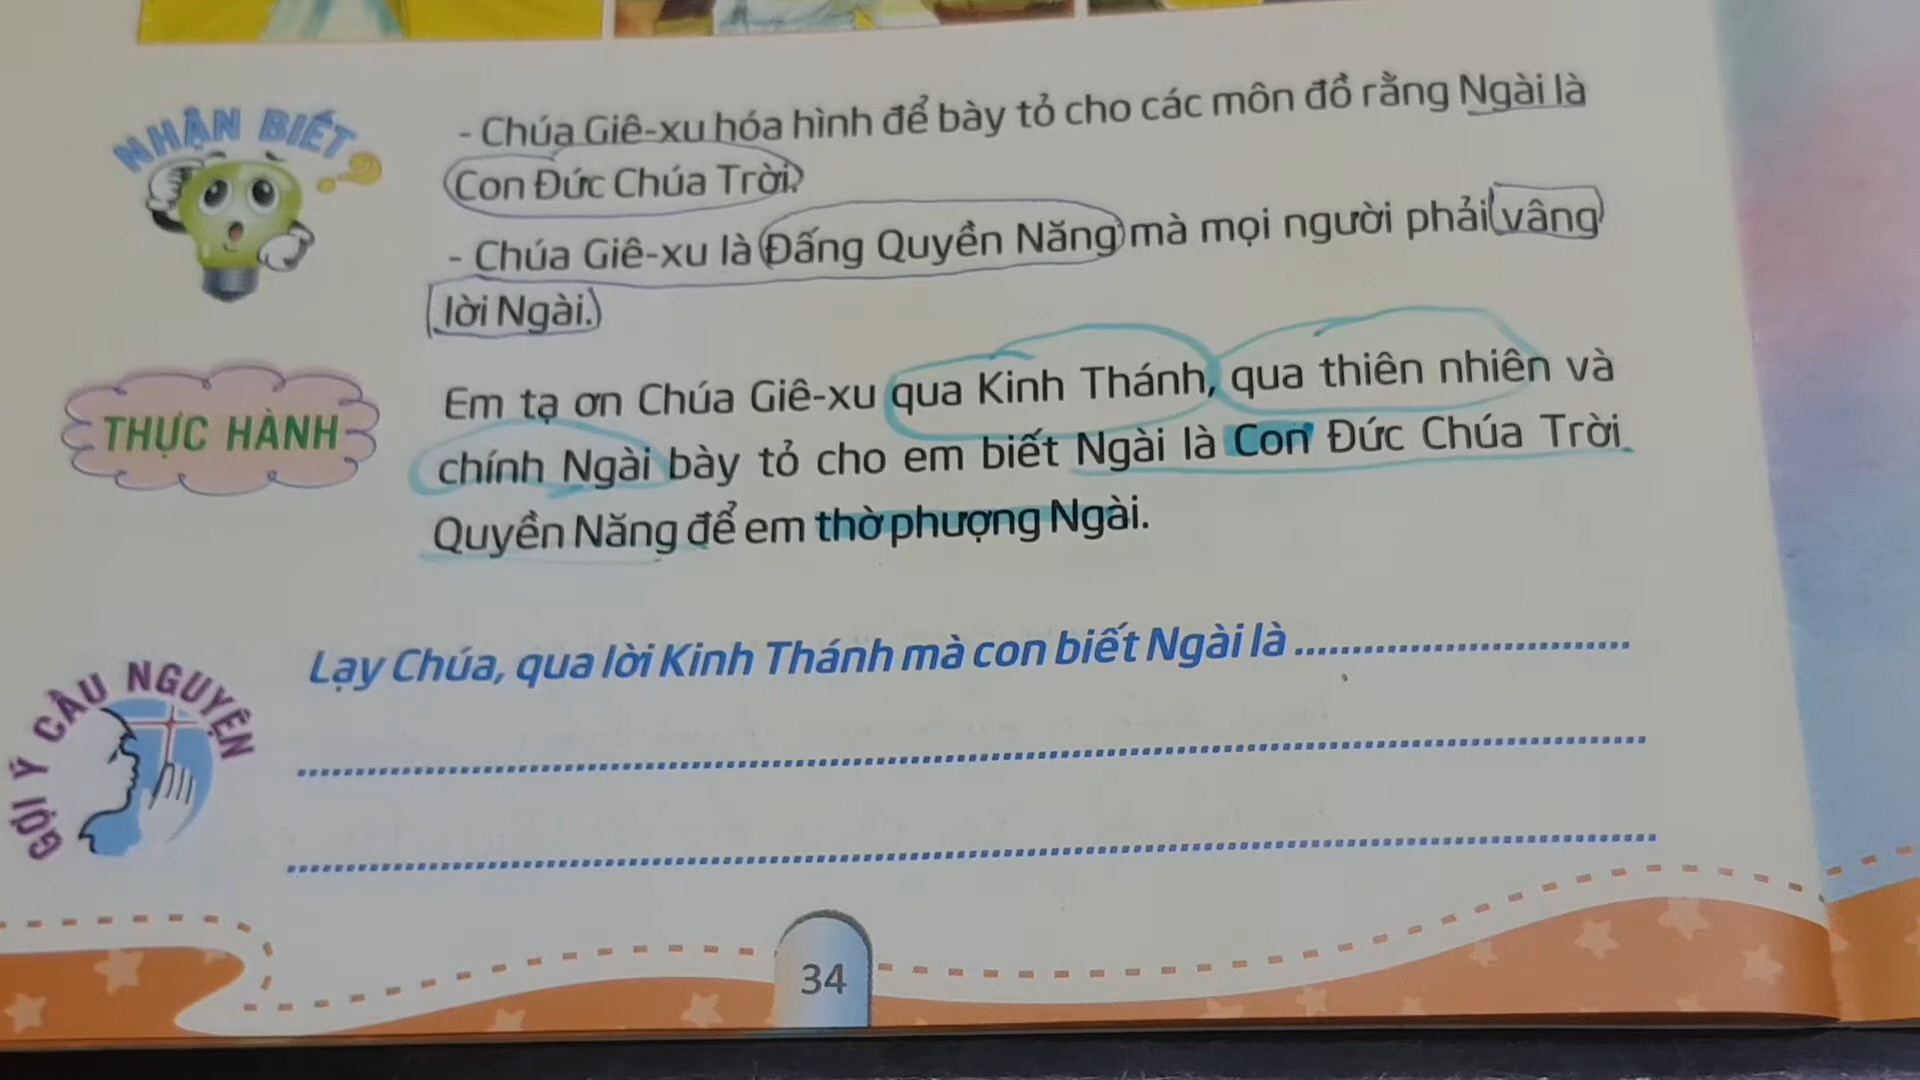 NHẬN BIẾT
- Chúa Giê-xu hóa hình để bày tỏ cho các môn đồ rằng Ngài là
Con Đức Chúa Trời.
- Chúa Giê-xu là Đấng Quyền Năng mà mọi người phải vâng
lời Ngài.
THỰC HÀNH
Em tạ ơn Chúa Giê-xu qua Kinh Thánh, qua thiên nhiên và
chính Ngài bày tỏ cho em biết Ngài là Con Đức Chúa Trời
Quyền Năng để em thờ phượng Ngài.
GỢI Ý CẦU NGUYỆN
Lạy Chúa, qua lời Kinh Thánh mà con biết Ngài là ..............................
34